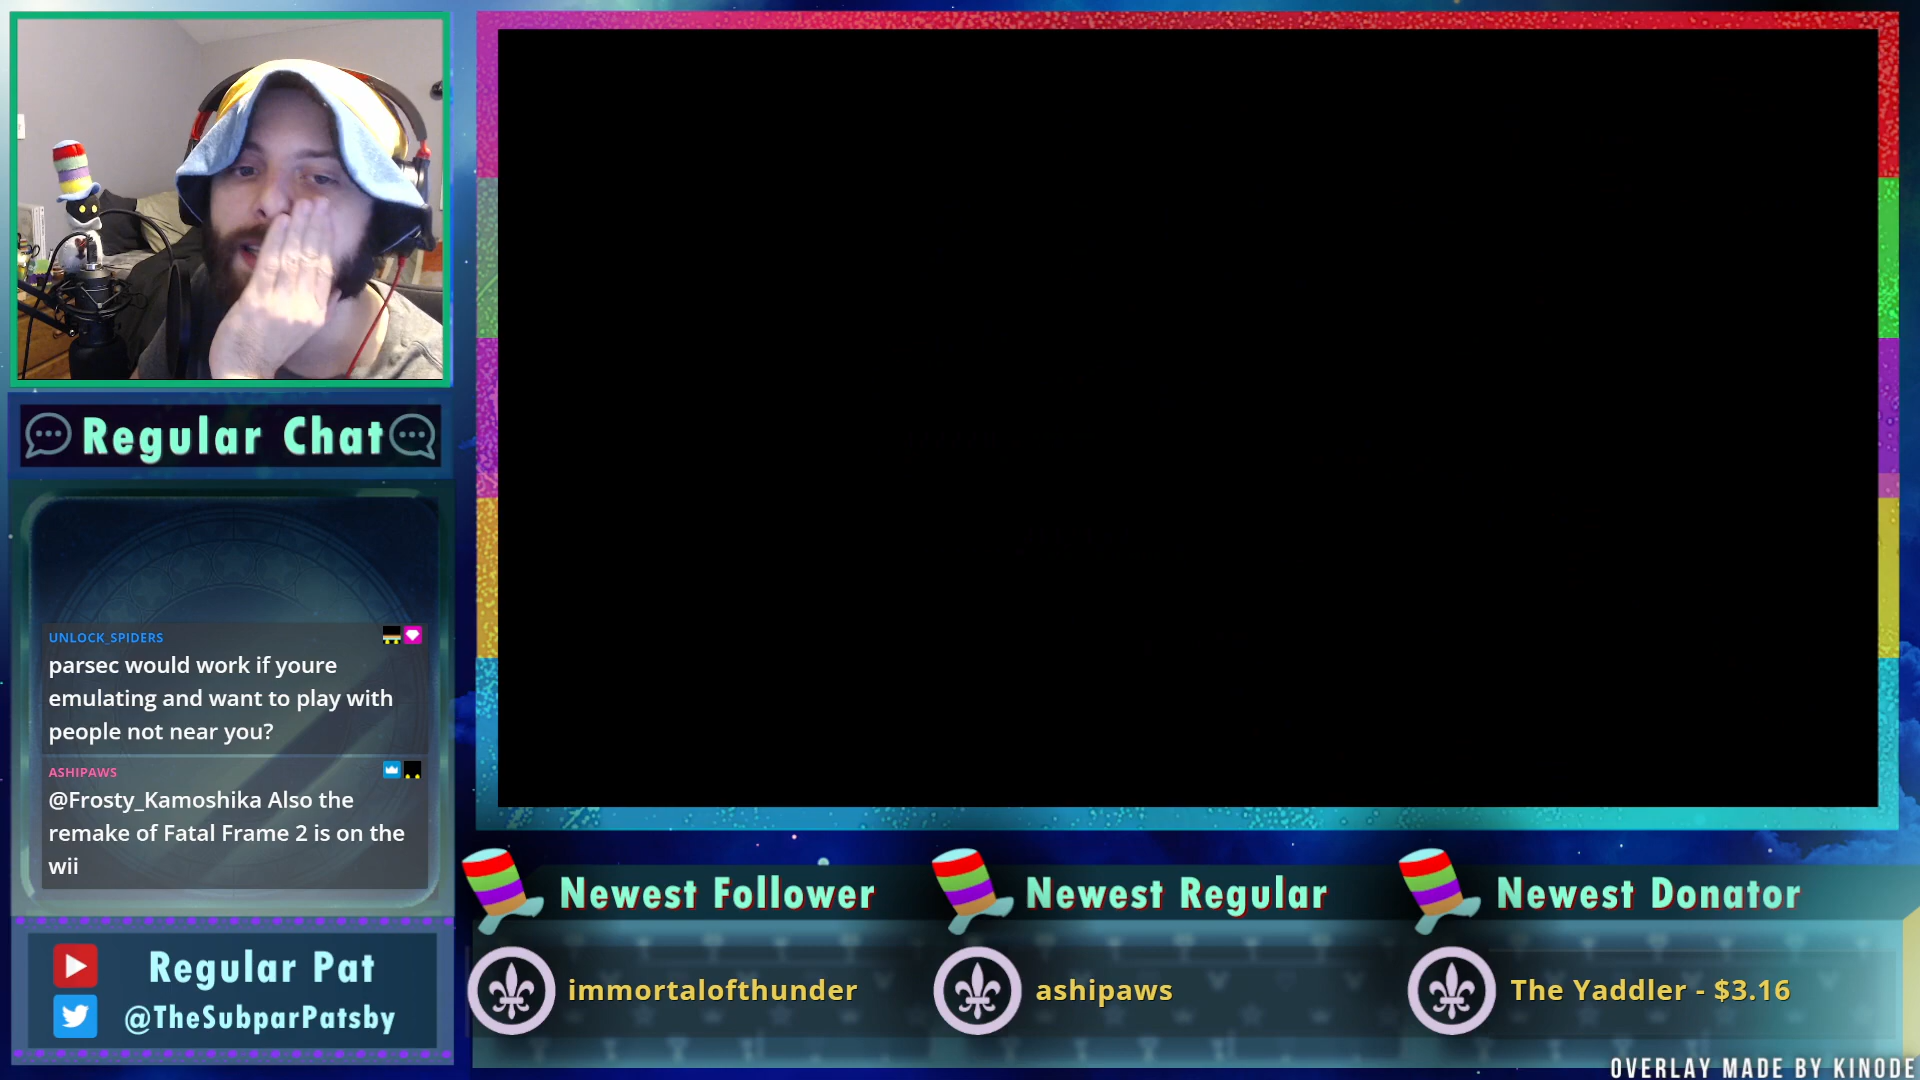 Regular Chat
UNLOCK_SPIDERS
parsec would work if youre
emulating and want to play with
people not near you?
ASHIPAWS
@Frosty_Kamoshika Also the
remake of Fatal Frame 2 is on the
wii
Regular Pat
@TheSubparPatsby
Newest Follower
immortalofthunder
Newest Regular
ashipaws
Newest Donator
The Yaddler - $3.16
OVERLAY MADE BY KINODE